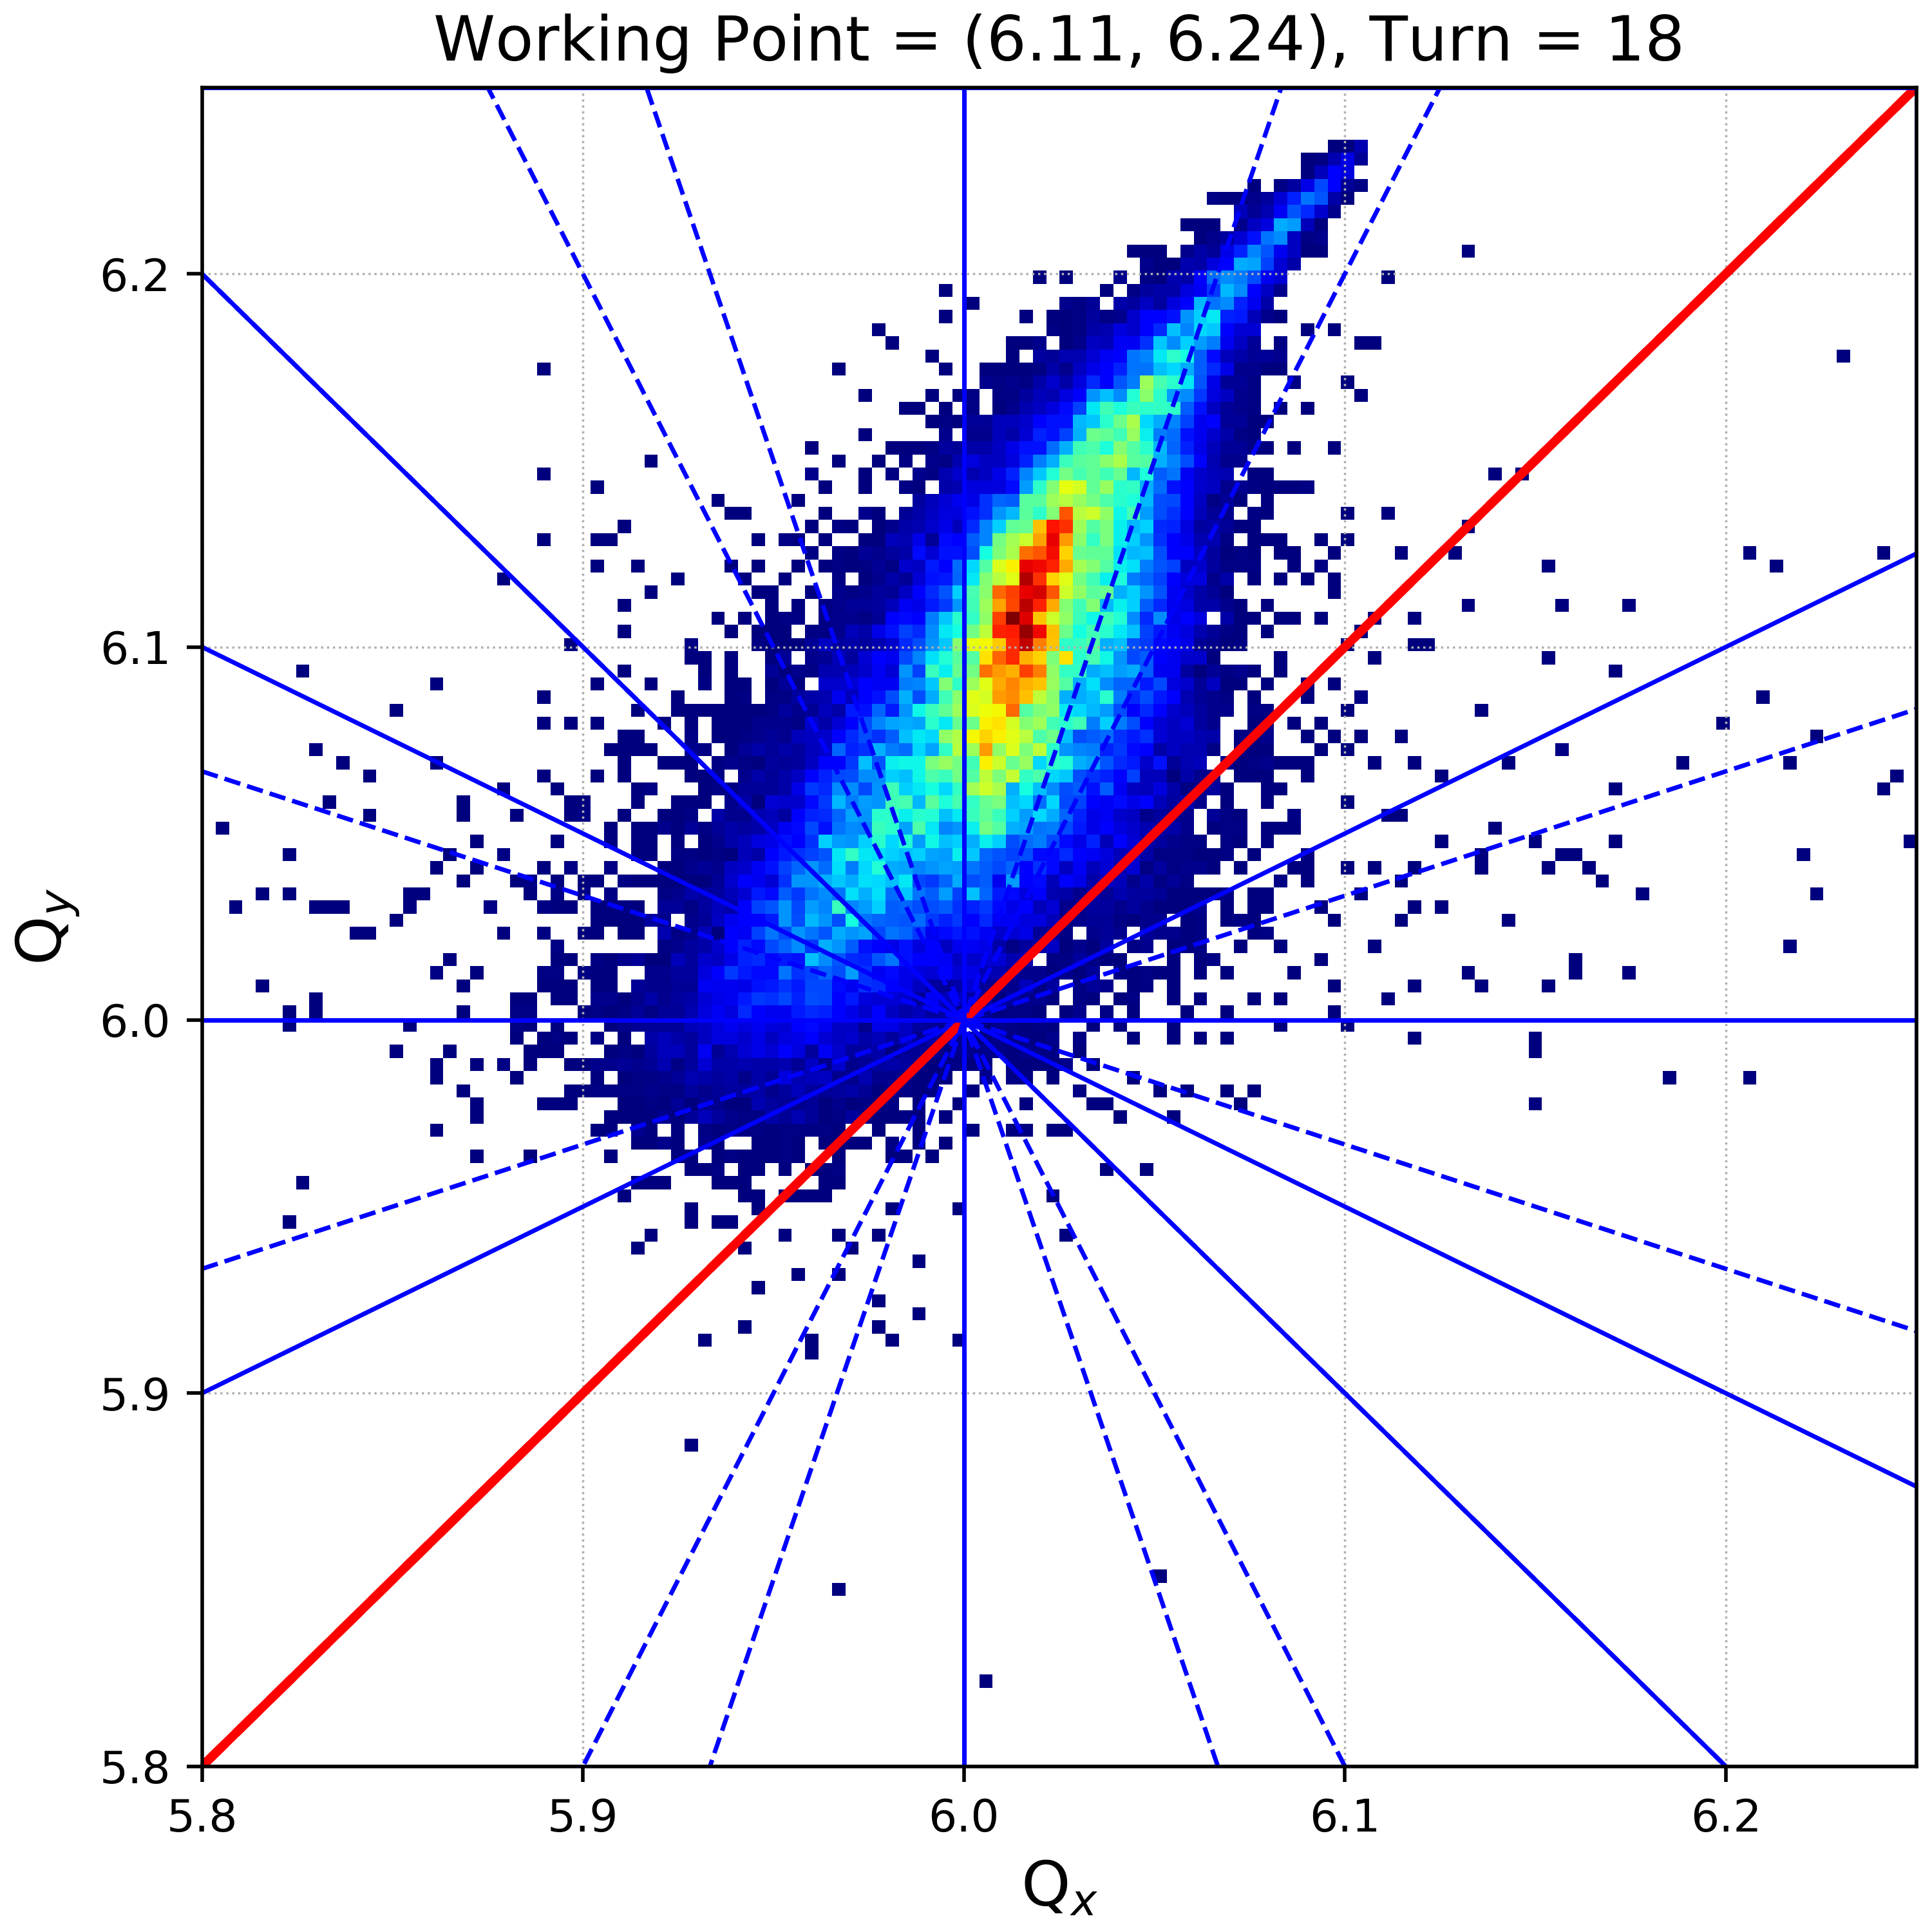 Working Point = (6.11, 6.24), Turn = 18
6.2
6.1
6.0
5.9
5.8
Qy
5.8 5.9 6.0 6.1 6.2
Qx